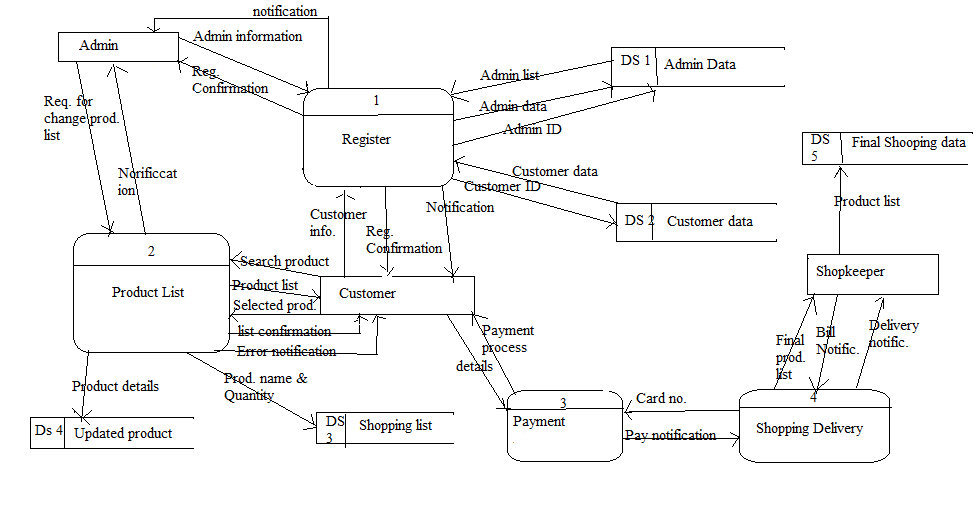 notification
Admin
Admin information
Reg.
Confirmation
Admin list
DS 1
Admin Data
1
Register
Admin data
Admin ID
Req. for
change prod.
list
Norificcat
ion
Customer data
Customer ID
DS 2
Customer data
DS
5
Final Shooping data
Product list
Notification
Customer
info.
Reg.
Confirmation
2
Product List
Search product
Product list
Selected prod.
list confirmation
Error notification
Customer
Shopkeeper
Payment
process
details
Final
prod.
list
Bill
Notific.
Delivery
notific.
Product details
Prod. name &
Quantity
Ds 4
Updated product
DS
3
Shopping list
3
Payment
Card no.
Pay notification
4
Shopping Delivery